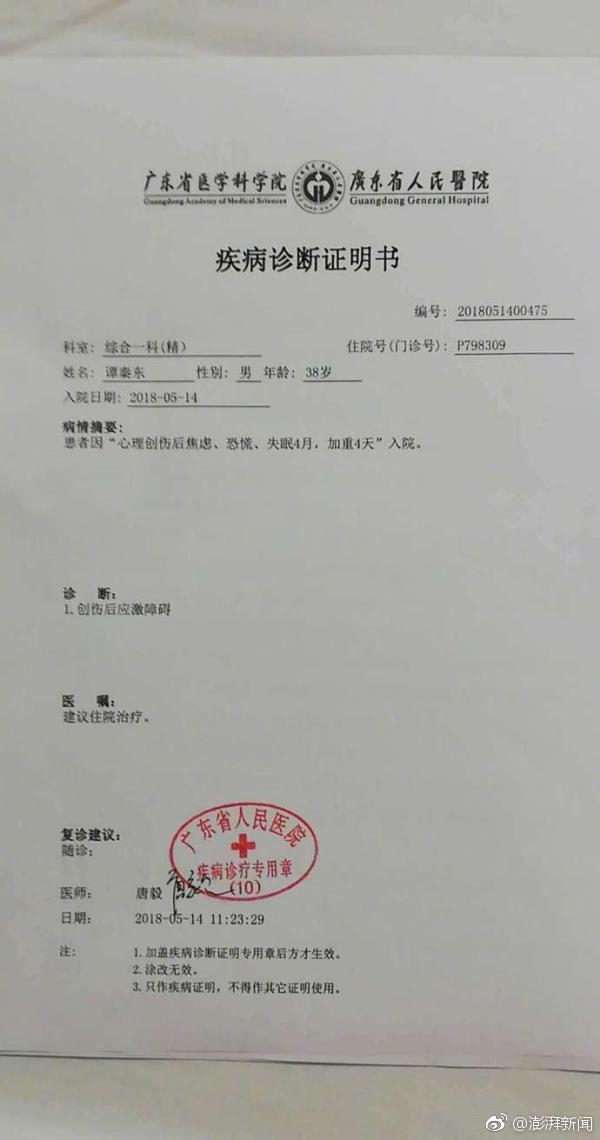 广东省医学科学院 廣东省人民醫院
Guangdong Academy of Medical Sciences Guangdong General Hospital
疾病诊断证明书
编号: 2018051400475
科室: 综合一科(精) 住院号(门诊号): P798309
姓名: 谭秦东 性别: 男 年龄: 38岁
入院日期: 2018-05-14
病情摘要:
患者因“心理创伤后焦虑、恐慌、失眠4月，加重4天”入院。
诊 断:
1.创伤后应激障碍
医 嘱:
建议住院治疗。
复诊建议:
随诊;
广东省人民医院
疾病诊疗专用章
(10)
医师: 唐毅
日期: 2018-05-14 11:23:29
注: 1.加盖疾病诊断证明专用章后方才生效。
2.涂改无效。
3.只作疾病证明，不得作其它证明使用。
@澎湃新闻